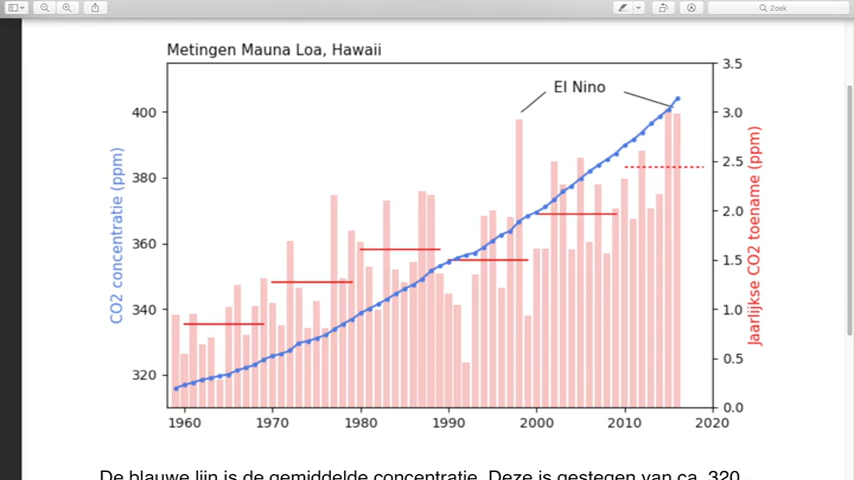 Zoek
Metingen Mauna Loa, Hawaii
El Nino
CO2 concentratie (ppm)
400
380
360
340
320
3.5
3.0
2.5
2.0
1.5
1.0
0.5
0.0
Jaarlijkse CO2 toename (ppm)
1960 1970 1980 1990 2000 2010 2020
De blauwe lijn is de gemiddelde concentratie. Deze is gestegen van ca. 320